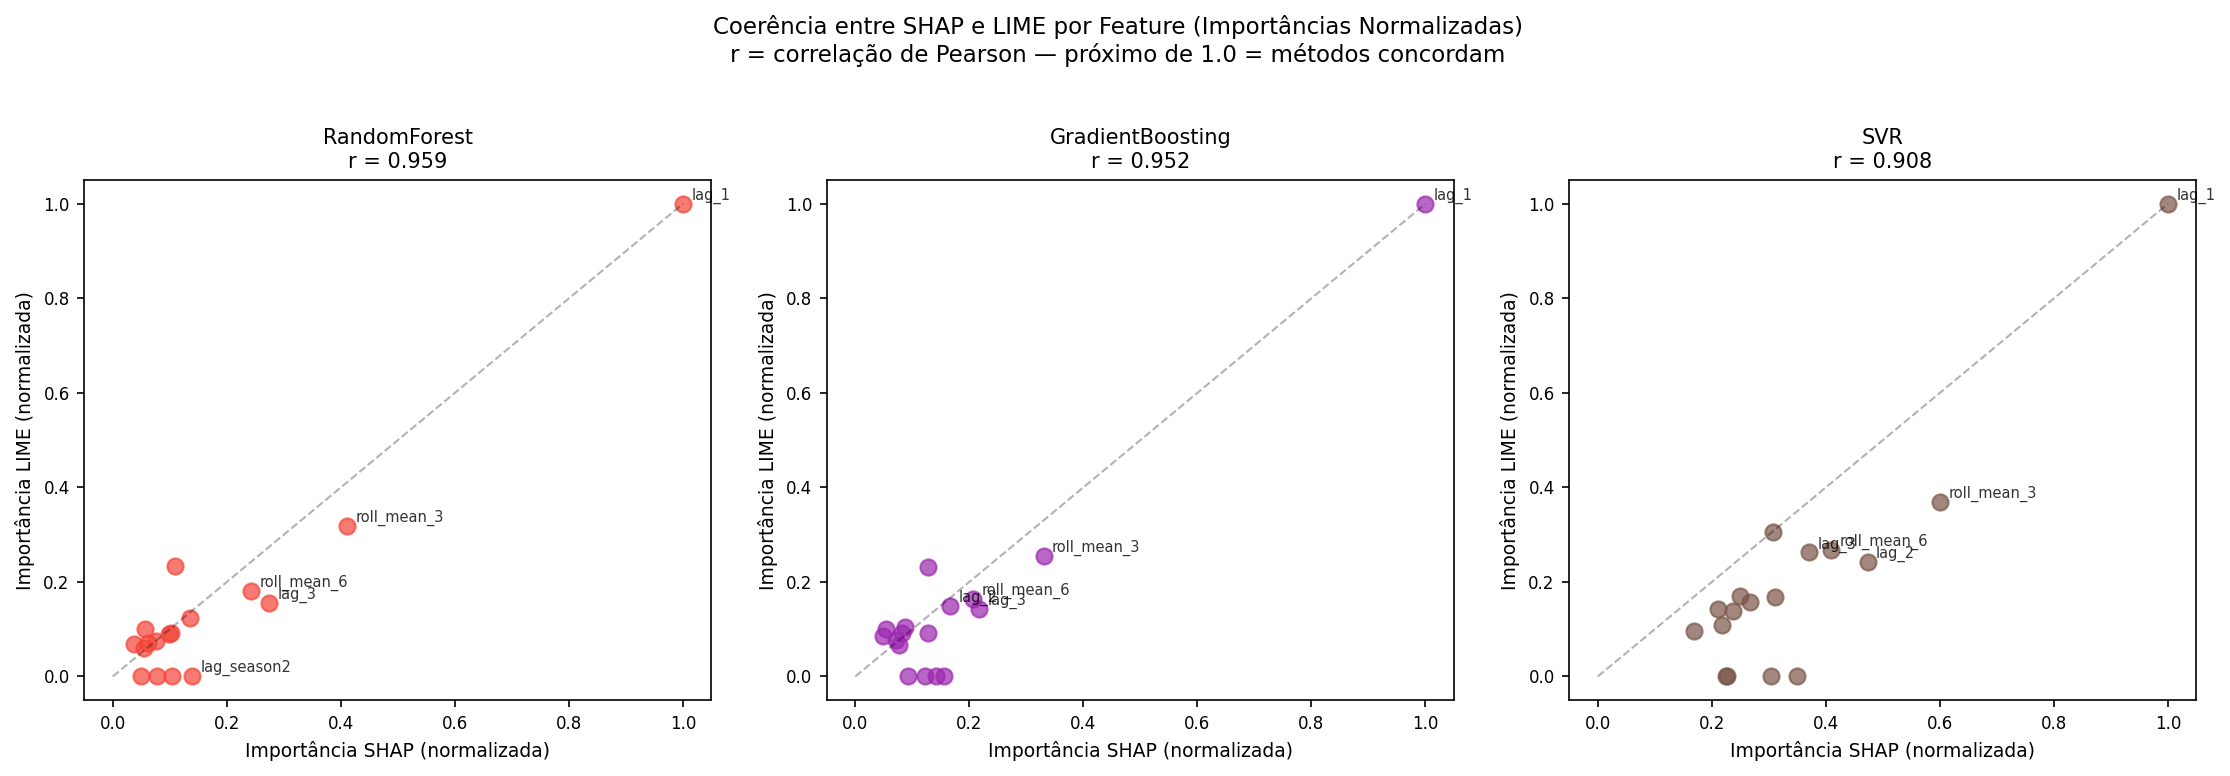 Coerência entre SHAP e LIME por Feature (Importâncias Normalizadas)
r = correlação de Pearson — próximo de 1.0 = métodos concordam
RandomForest
r = 0.959
Importância LIME (normalizada)
1.0
0.8
0.6
0.4
0.2
0.0
lag_1
roll_mean_3
roll_mean_6
lag_3
lag_season2
0.0 0.2 0.4 0.6 0.8 1.0
Importância SHAP (normalizada)
GradientBoosting
r = 0.952
Importância LIME (normalizada)
1.0
0.8
0.6
0.4
0.2
0.0
lag_1
roll_mean_3
roll_mean_6
lag_2
lag_3
0.0 0.2 0.4 0.6 0.8 1.0
Importância SHAP (normalizada)
SVR
r = 0.908
Importância LIME (normalizada)
1.0
0.8
0.6
0.4
0.2
0.0
lag_1
roll_mean_3
lag_3
roll_mean_6
lag_2
0.0 0.2 0.4 0.6 0.8 1.0
Importância SHAP (normalizada)